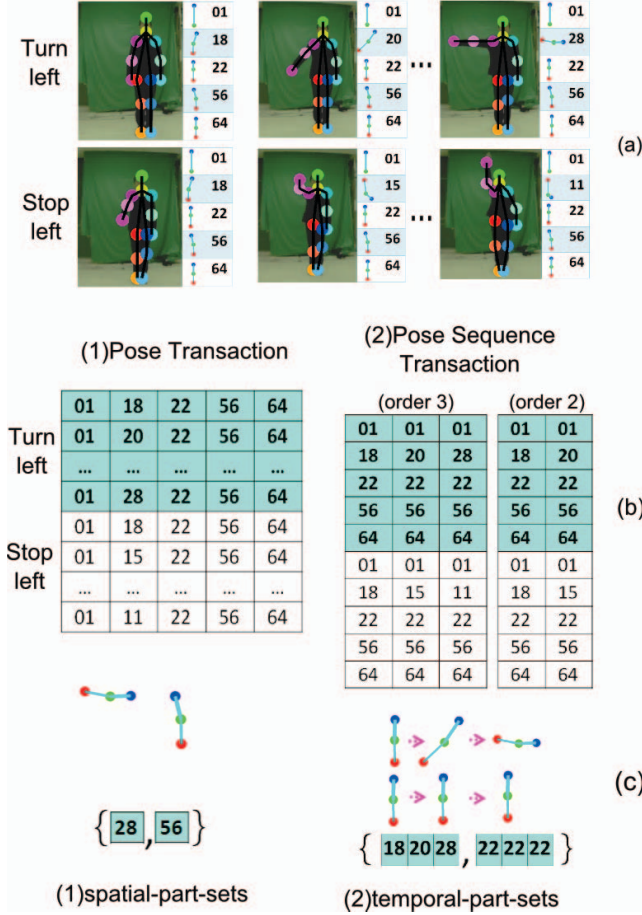 Turn
left
01
18
22
56
64
01
20
22
56
64
...
01
28
22
56
64
(a)
Stop
left
01
18
22
56
64
01
15
22
56
64
...
01
11
22
56
64
(1)Pose Transaction
(2)Pose Sequence
Transaction
Turn
left
01 18 22 56 64
01 20 22 56 64
... ... ... ... ...
01 28 22 56 64
Stop
left
01 18 22 56 64
01 15 22 56 64
... ... ... ... ...
01 11 22 56 64
(order 3) (order 2)
01 01 01 01 01
18 20 28 18 20
22 22 22 22 22
56 56 56 56 56
64 64 64 64 64
01 01 01 01 01
18 15 11 18 15
22 22 22 22 22
56 56 56 56 56
64 64 64 64 64
(b)
{ 28 , 56 }
(1)spatial-part-sets
{ 18 20 28 , 22 22 22 }
(2)temporal-part-sets
(c)